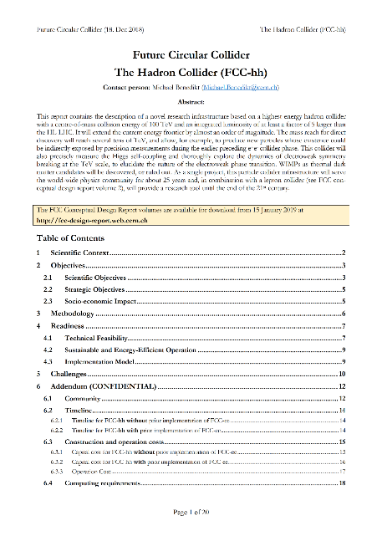 Future Circular Collider (18. Dec 2018) The Hadron Collider (FCC-hh)
Future Circular Collider
The Hadron Collider (FCC-hh)
Contact person: Michael Benedikt (Michael.Benedikt@cern.ch)
Abstract:
This report contains the description of a novel research infrastructure based on a highest-energy hadron collider
with a centre-of-mass collision energy of 100 TeV and an integrated luminosity of at least a factor of 5 larger than
the HL-LHC. It will extend the current energy frontier by almost an order of magnitude. The mass reach for direct
discovery will reach several tens of TeV, and allow, for example, to produce new particles whose existence could
be indirectly exposed by precision measurements during the earlier preceding e+e– collider phase. This collider will
also precisely measure the Higgs self-coupling and thoroughly explore the dynamics of electroweak symmetry
breaking at the TeV scale, to elucidate the nature of the electroweak phase transition. WIMPs as thermal dark
matter candidates will be discovered, or ruled out. As a single project, this particle collider infrastructure will serve
the world-wide physics community for about 25 years and, in combination with a lepton collider (see FCC con-
ceptual design report volume 2), will provide a research tool until the end of the 21st century.
The FCC Conceptual Design Report volumes are available for download from 15 January 2019 at
http://fcc-design-report.web.cern.ch
Table of Contents
1 Scientific Context 2
2 Objectives 3
2.1 Scientific Objectives 3
2.2 Strategic Objectives 5
2.3 Socio-economic Impact 5
3 Methodology 6
4 Readiness 7
4.1 Technical Feasibility 7
4.2 Sustainable and Energy-Efficient Operation 9
4.3 Implementation Model 9
5 Challenges 10
6 Addendum (CONFIDENTIAL) 12
6.1 Community 12
6.2 Timeline 14
6.2.1 Timeline for FCC-hh without prior implementation of FCC-ee 14
6.2.2 Timeline for FCC-hh with prior implementation of FCC-ee 14
6.3 Construction and operation costs 15
6.3.1 Capital cost for FCC-hh without prior implementation of FCC-ee 15
6.3.2 Capital cost for FCC-hh with prior implementation of FCC-ee 16
6.3.3 Operation Cost 17
6.4 Computing requirements 18
Page 1 of 20